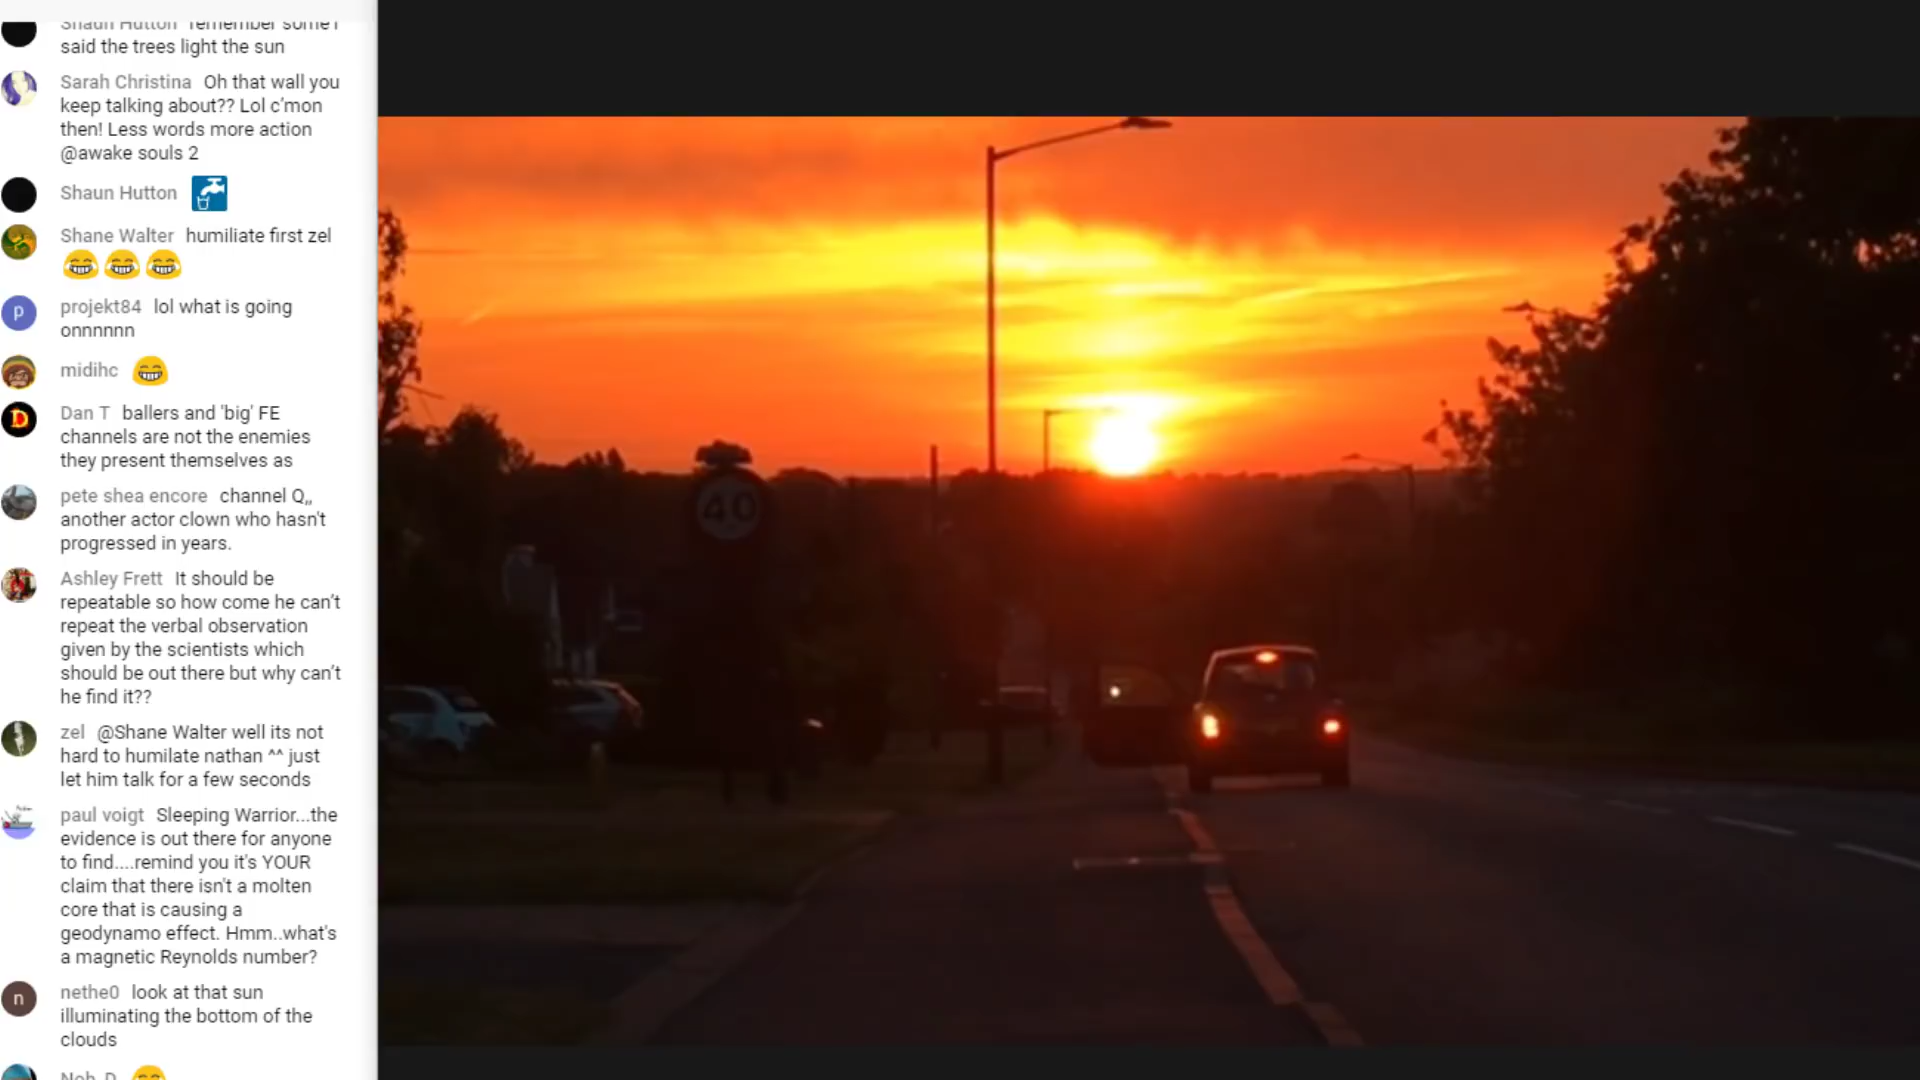 Shaun Hutton remember some I
said the trees light the sun
Sarah Christina Oh that wall you
keep talking about?? Lol c'mon
then! Less words more action
@awake souls 2
Shaun Hutton
Shane Walter humiliate first zel
p projekt84 lol what is going
onnnnnn
midihc
D Dan T ballers and 'big' FE
channels are not the enemies
they present themselves as
pete shea encore channel Q,,
another actor clown who hasn't
progressed in years.
Ashley Frett It should be
repeatable so how come he can't
repeat the verbal observation
given by the scientists which
should be out there but why can't
he find it??
zel @Shane Walter well its not
hard to humilate nathan ^^ just
let him talk for a few seconds
paul voigt Sleeping Warrior...the
evidence is out there for anyone
to find....remind you it's YOUR
claim that there isn't a molten
core that is causing a
geodynamo effect. Hmm..what's
a magnetic Reynolds number?
n nethe0 look at that sun
illuminating the bottom of the
clouds
40